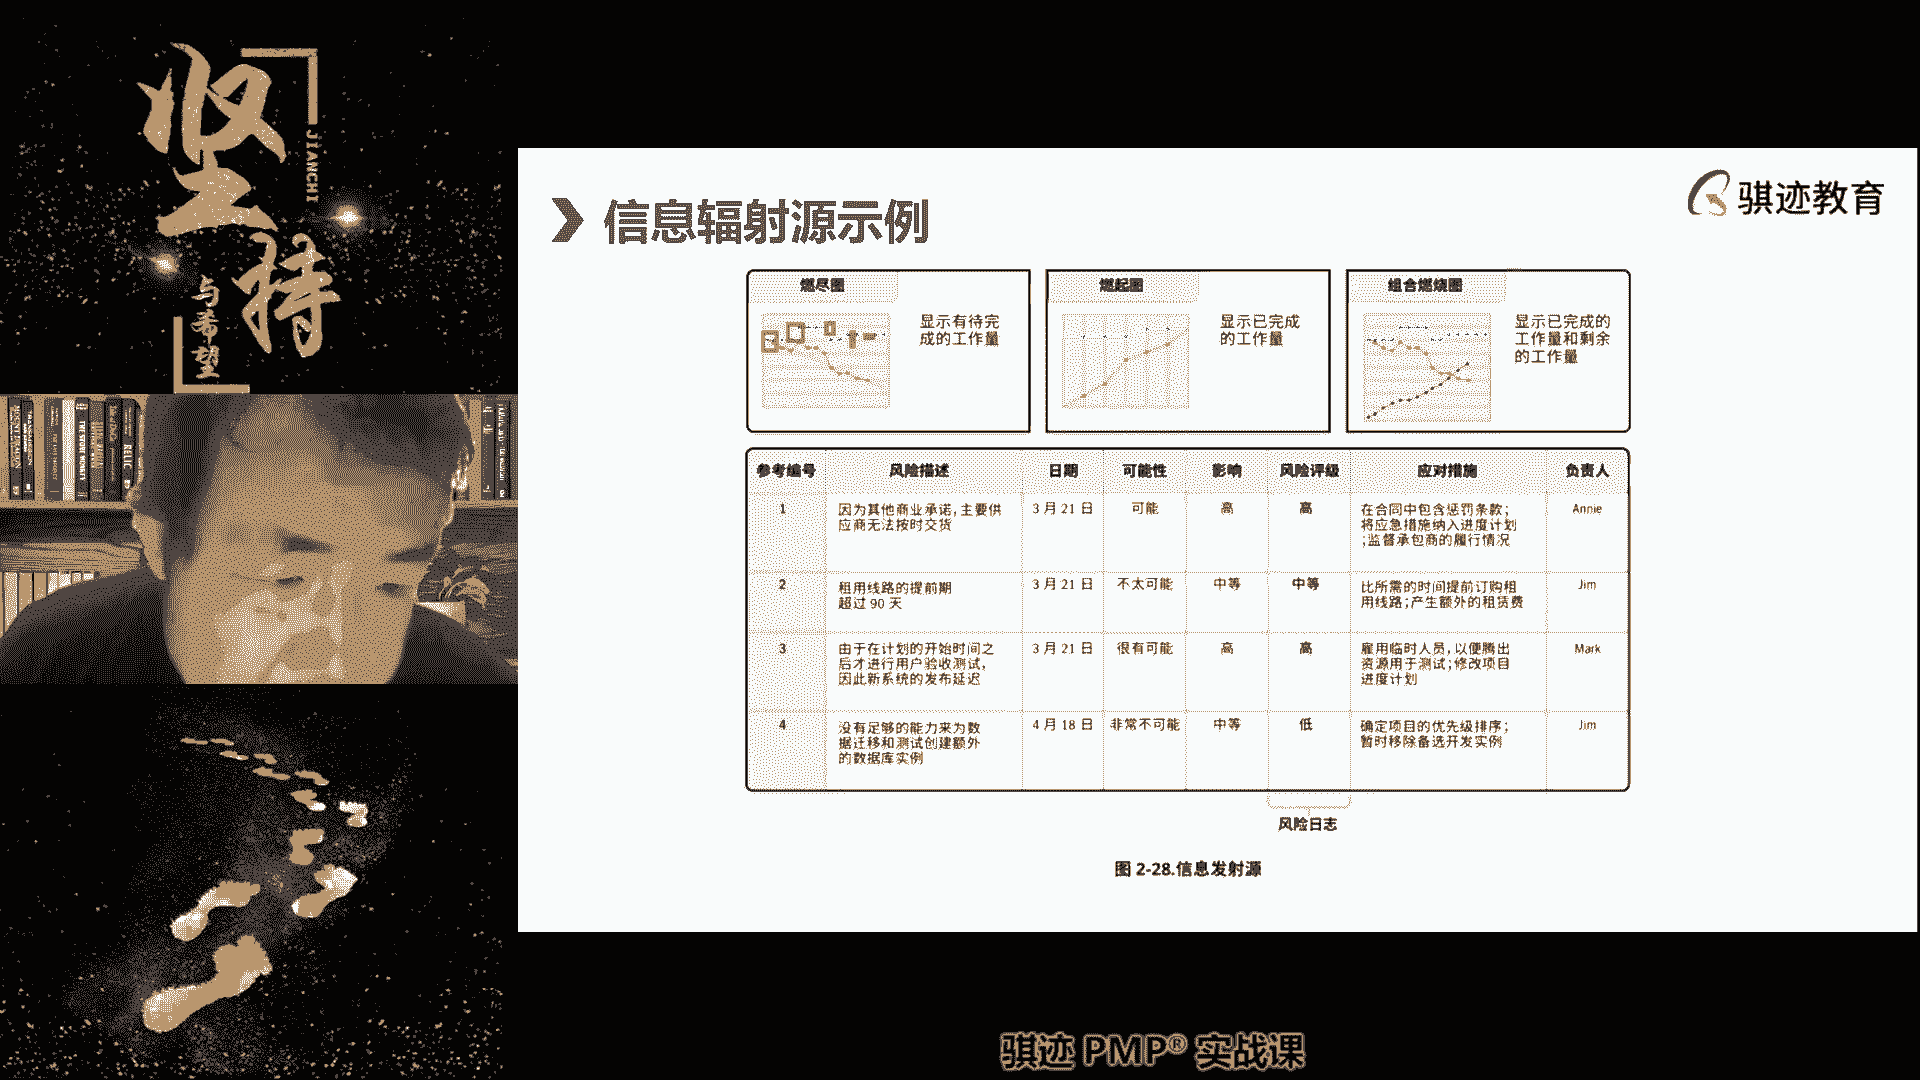 坚持
JIANCHI
与希望
信息辐射源示例
骐迹教育
燃尽图
显示有待完
成的工作量
燃起图
显示已完成
的工作量
组合燃烧图
显示已完成的
工作量和剩余
的工作量
参考编号 风险描述 日期 可能性 影响 风险评级 应对措施 负责人
1 因为其他商业承诺,主要供 3 月 21 日 可能 高 高 在合同中包含惩罚条款; Annie
应商无法按时交货 将应急措施纳入进度计划
;监督承包商的履行情况
2 租用线路的提前期 3 月 21 日 不太可能 中等 中等 比所需的时间提前订购租 Jim
超过 90 天 用线路;产生额外的租赁费
3 由于在计划的开始时间之 3 月 21 日 很有可能 高 高 雇用临时人员,以便腾出 Mark
后才进行用户验收测试, 资源用于测试;修改项目
因此新系统的发布延迟 进度计划
4 没有足够的能力来为数 4 月 18 日 非常不可能 中等 低 确定项目的优先级排序; Jim
据迁移和测试创建额外 暂时移除备选开发实例
的数据库实例
风险日志
图 2-28.信息发射源
骐迹 PMP® 实战课